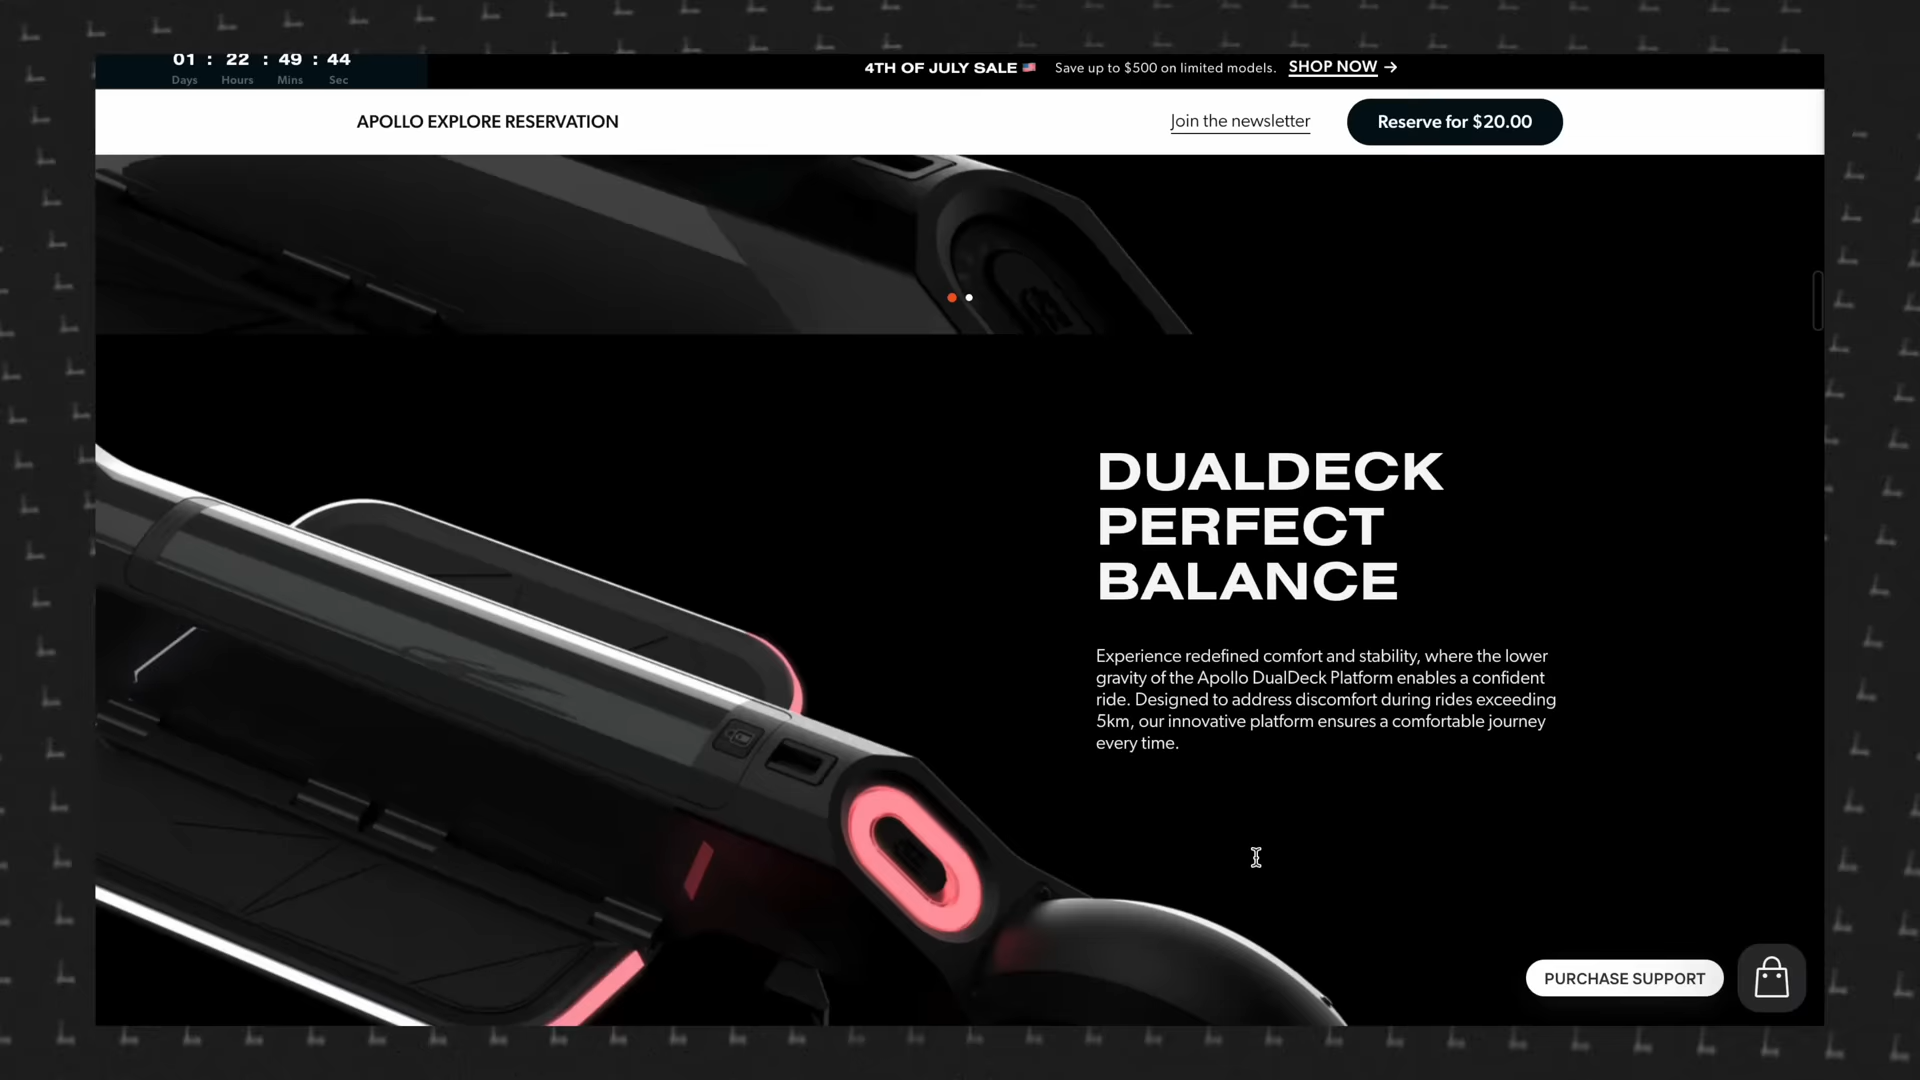 01 : 22 : 49 : 44
Days Hours Mins Sec
4TH OF JULY SALE 🇺🇸 Save up to $500 on limited models. SHOP NOW →
APOLLO EXPLORE RESERVATION
Join the newsletter
Reserve for $20.00
DUALDECK
PERFECT
BALANCE
Experience redefined comfort and stability, where the lower
gravity of the Apollo DualDeck Platform enables a confident
ride. Designed to address discomfort during rides exceeding
5km, our innovative platform ensures a comfortable journey
every time.
PURCHASE SUPPORT